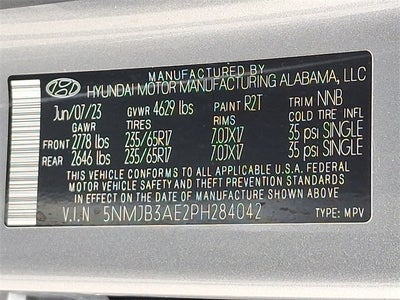 MANUFACTURED BY
HYUNDAI MOTOR MANUFACTURING ALABAMA, LLC
Jun/07/23 GVWR 4629 lbs PAINT R2T TRIM NNB
GAWR TIRES RIMS COLD TIRE INFL
FRONT 2778 lbs 235/65R17 7.0JX17 35 psi SINGLE
REAR 2646 lbs 235/65R17 7.0JX17 35 psi SINGLE
THIS VEHICLE CONFORMS TO ALL APPLICABLE U.S.A. FEDERAL
MOTOR VEHICLE SAFETY AND THEFT PREVENTION STANDARDS
IN EFFECT ON THE DATE OF MANUFACTURE SHOWN ABOVE.
V.I.N 5NMJB3AE2PH284042 TYPE: MPV